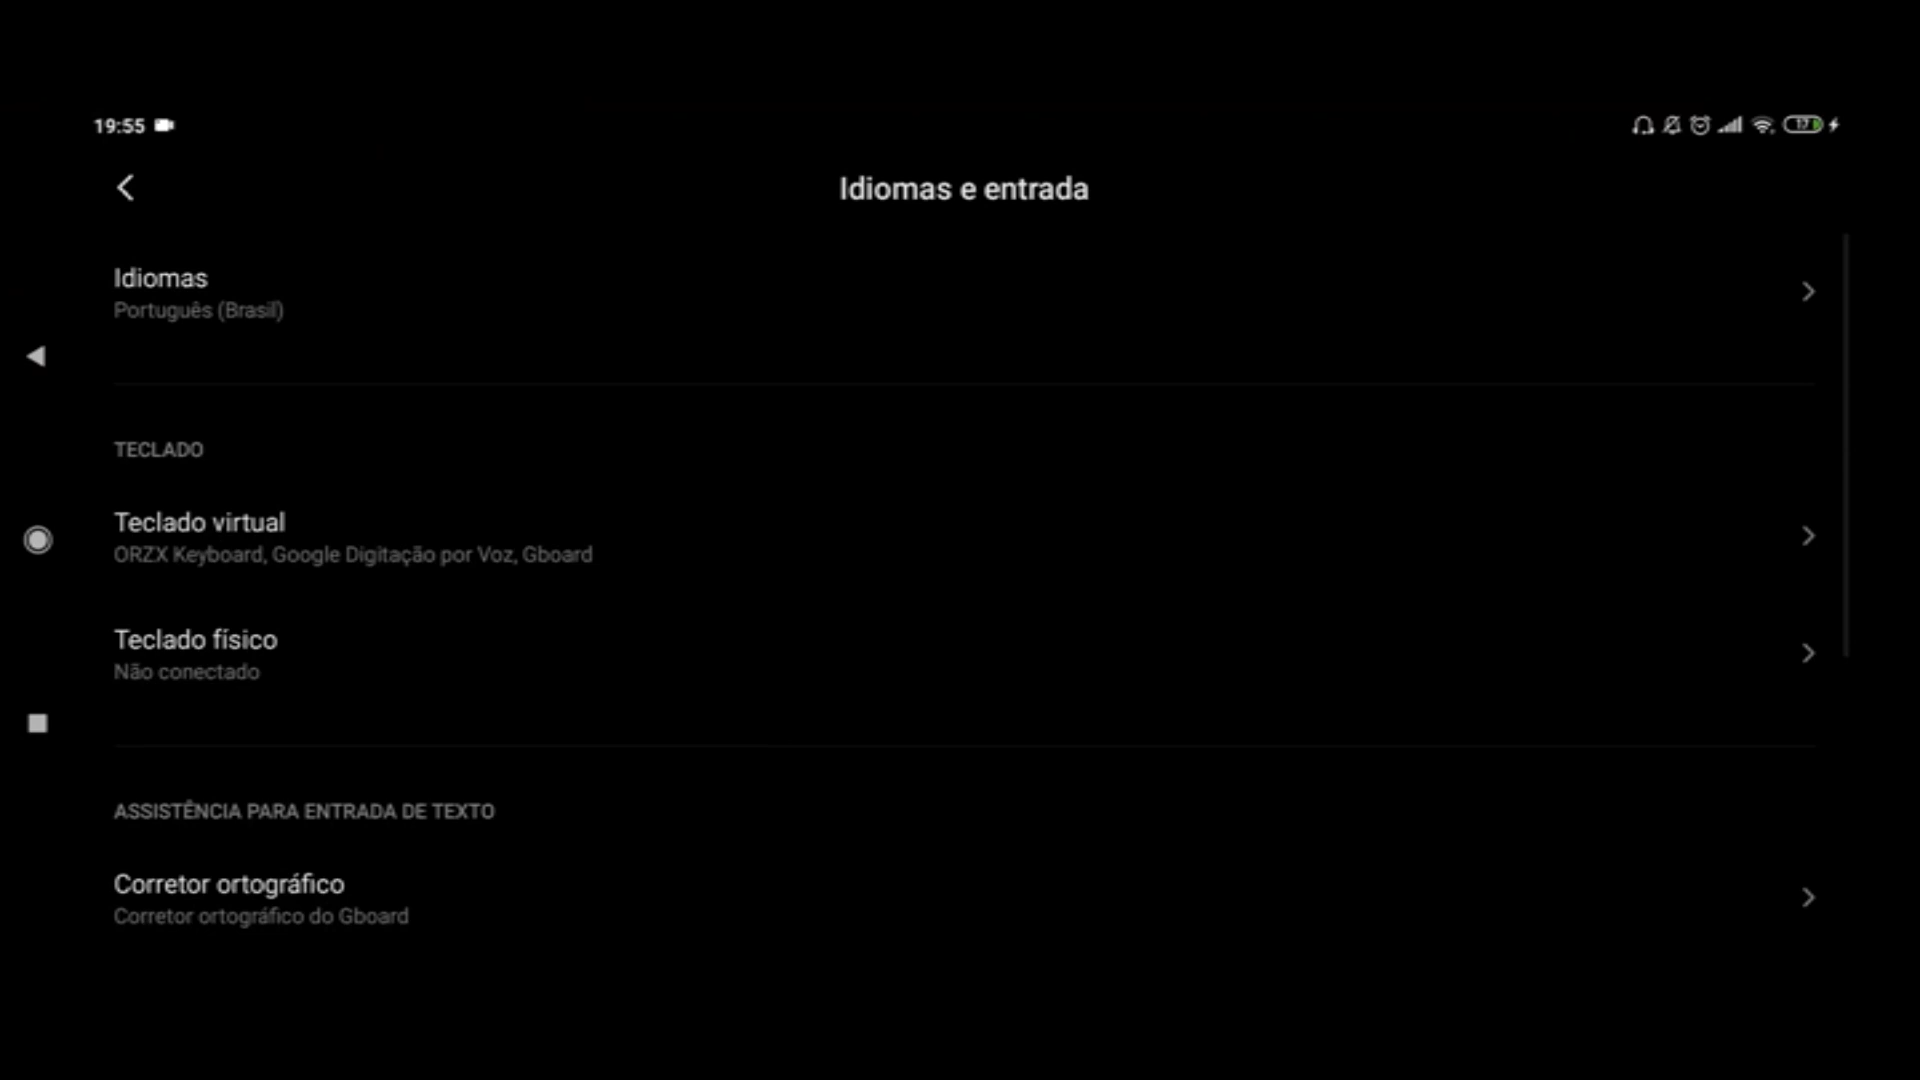 19:55
17
Idiomas e entrada
Idiomas
Português (Brasil)
TECLADO
Teclado virtual
ORZX Keyboard, Google Digitação por Voz, Gboard
Teclado físico
Não conectado
ASSISTÊNCIA PARA ENTRADA DE TEXTO
Corretor ortográfico
Corretor ortográfico do Gboard